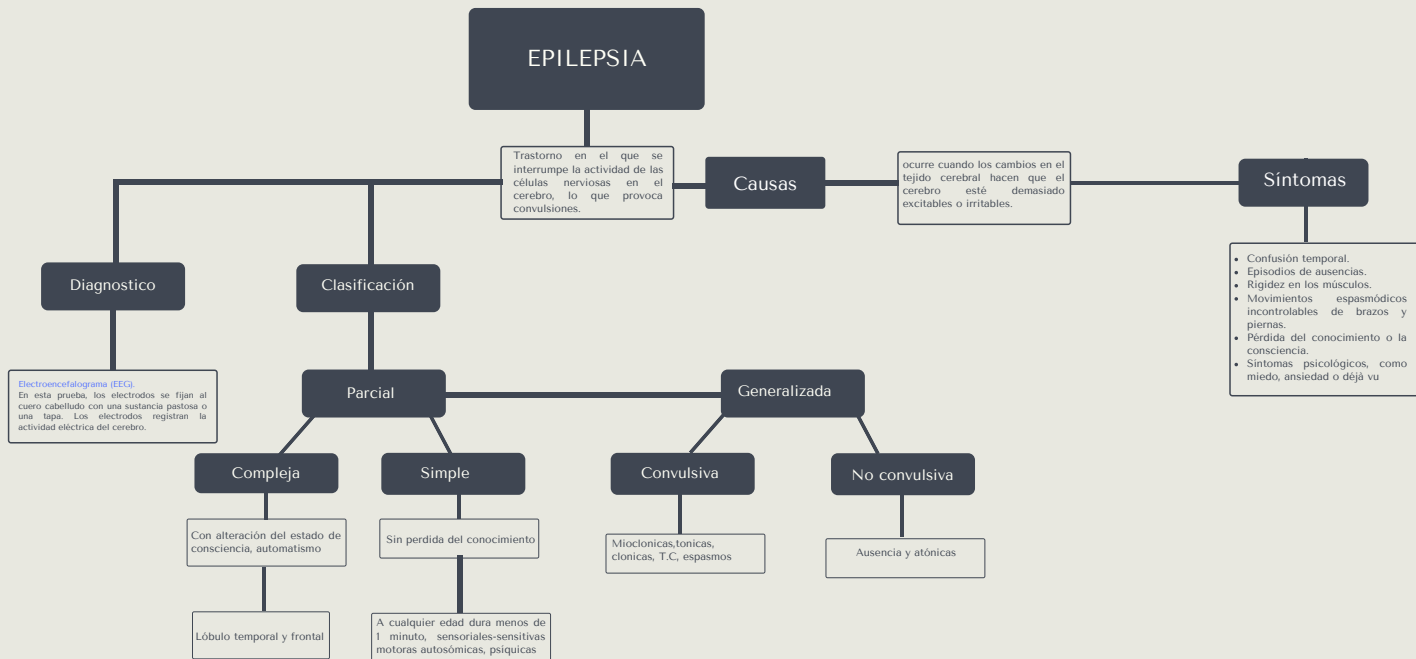 EPILEPSIA
Trastorno en el que se
interrumpe la actividad de las
células nerviosas en el
cerebro, lo que provoca
convulsiones.
Causas
ocurre cuando los cambios en el
tejido cerebral hacen que el
cerebro esté demasiado
excitables o irritables.
Síntomas
• Confusión temporal.
• Episodios de ausencias.
• Rigidez en los músculos.
• Movimientos espasmódicos
incontrolables de brazos y
piernas.
• Pérdida del conocimiento o la
consciencia.
• Síntomas psicológicos, como
miedo, ansiedad o déjà vu
Diagnostico
Clasificación
Electroencefalograma (EEG).
En esta prueba, los electrodos se fijan al
cuero cabelludo con una sustancia pastosa o
una tapa. Los electrodos registran la
actividad eléctrica del cerebro.
Parcial
Generalizada
Compleja
Simple
Convulsiva
No convulsiva
Con alteración del estado de
consciencia, automatismo
Sin perdida del conocimiento
Mioclonicas,tonicas,
clonicas, T.C, espasmos
Ausencia y atónicas
Lóbulo temporal y frontal
A cualquier edad dura menos de
1 minuto, sensoriales-sensitivas
motoras autosómicas, psíquicas